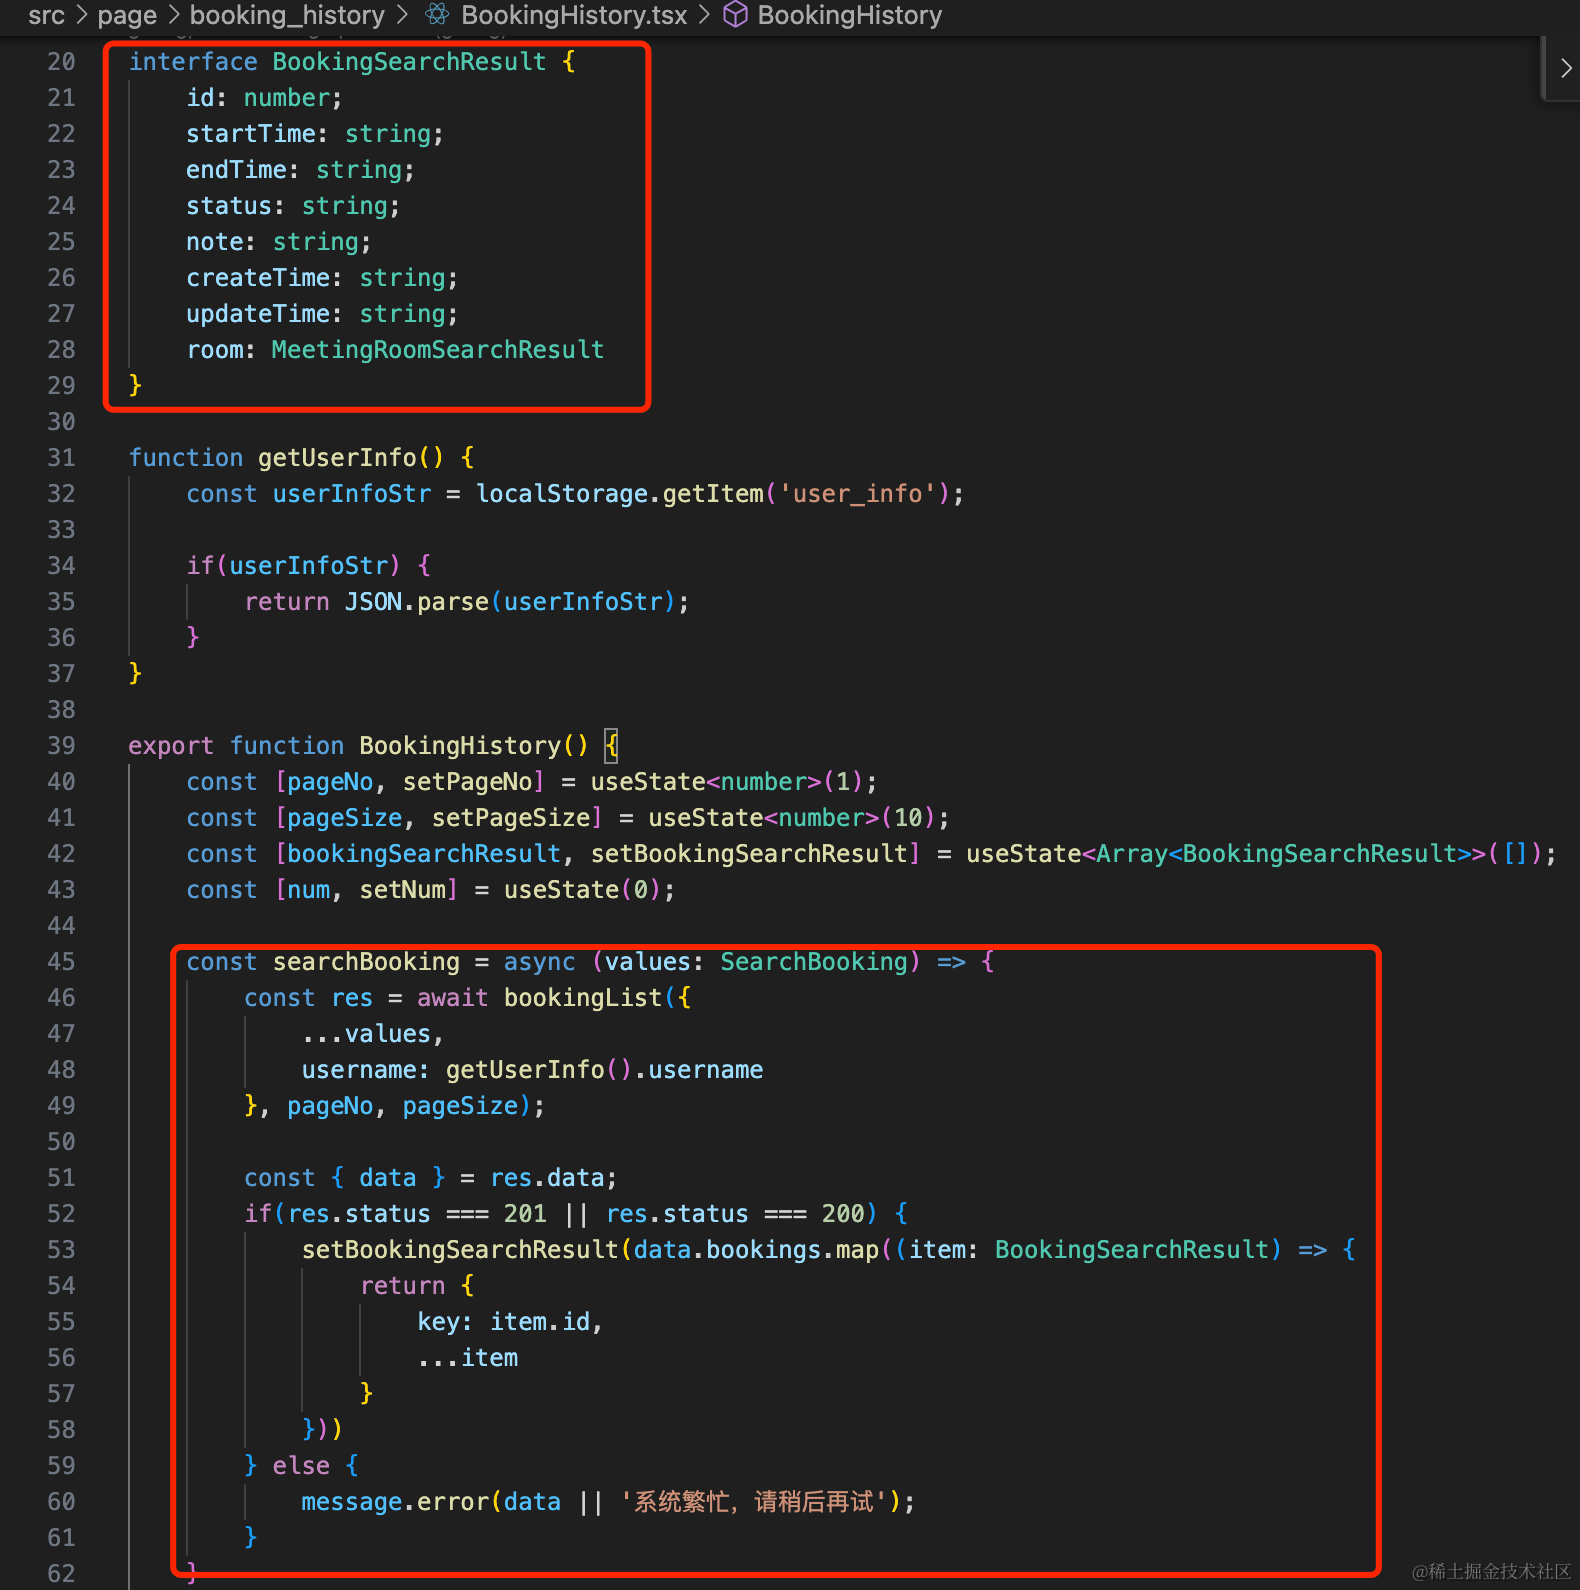 src > page > booking_history > BookingHistory.tsx > BookingHistory
20 interface BookingSearchResult {
21     id: number;
22     startTime: string;
23     endTime: string;
24     status: string;
25     note: string;
26     createTime: string;
27     updateTime: string;
28     room: MeetingRoomSearchResult
29 }
30
31 function getUserInfo() {
32     const userInfoStr = localStorage.getItem('user_info');
33
34     if(userInfoStr) {
35         return JSON.parse(userInfoStr);
36     }
37 }
38
39 export function BookingHistory() {
40     const [pageNo, setPageNo] = useState<number>(1);
41     const [pageSize, setPageSize] = useState<number>(10);
42     const [bookingSearchResult, setBookingSearchResult] = useState<Array<BookingSearchResult>>([]);
43     const [num, setNum] = useState(0);
44
45     const searchBooking = async (values: SearchBooking) => {
46         const res = await bookingList({
47             ...values,
48             username: getUserInfo().username
49         }, pageNo, pageSize);
50
51         const { data } = res.data;
52         if(res.status === 201 || res.status === 200) {
53             setBookingSearchResult(data.bookings.map((item: BookingSearchResult) => {
54                 return {
55                     key: item.id,
56                     ...item
57                 }
58             }))
59         } else {
60             message.error(data || '系统繁忙，请稍后再试');
61         }
62     }
@稀土掘金技术社区